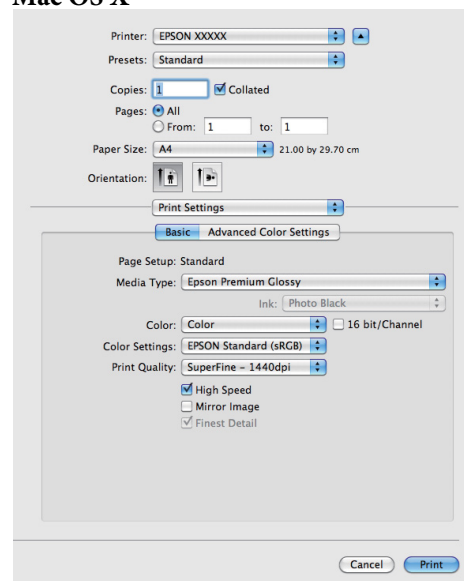 Mac OS X
Printer: EPSON XXXXX
Presets: Standard
Copies: 1 Collated
Pages: All
From: 1 to: 1
Paper Size: A4 21.00 by 29.70 cm
Orientation:
Print Settings
Basic Advanced Color Settings
Page Setup: Standard
Media Type: Epson Premium Glossy
Ink: Photo Black
Color: Color 16 bit/Channel
Color Settings: EPSON Standard (sRGB)
Print Quality: SuperFine - 1440dpi
High Speed
Mirror Image
Finest Detail
Cancel Print